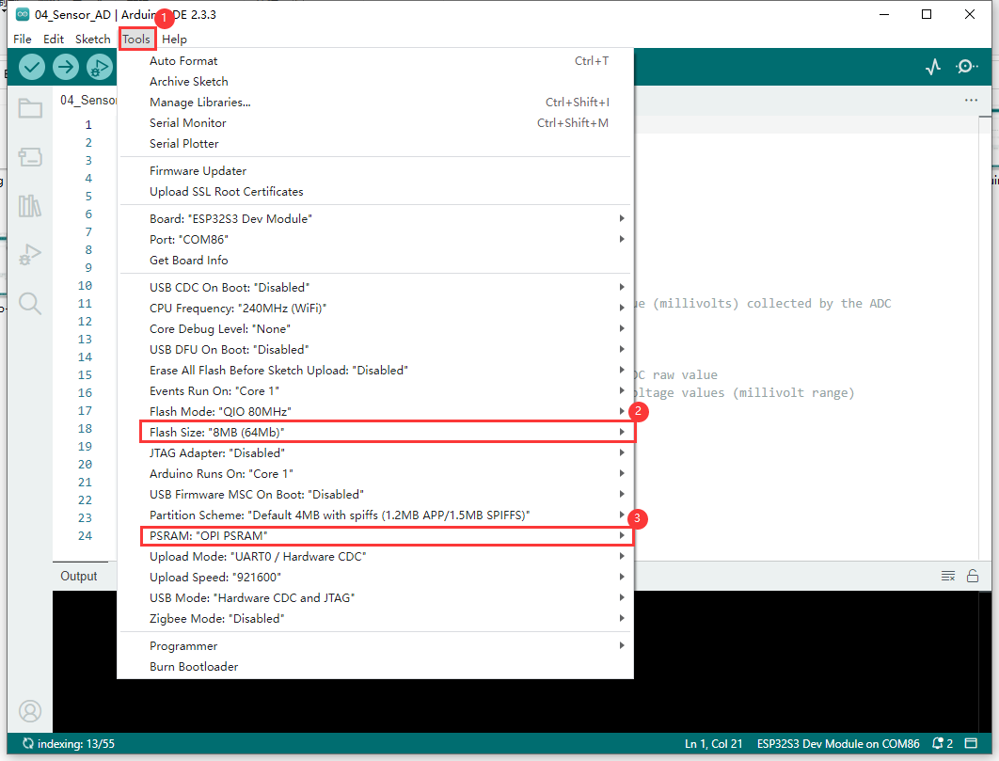 04_Sensor_AD | Arduino IDE 2.3.3
1
File Edit Sketch Tools Help
Auto Format Ctrl+T
Archive Sketch
04_Sensor
Manage Libraries... Ctrl+Shift+I
Serial Monitor Ctrl+Shift+M
Serial Plotter
Firmware Updater
Upload SSL Root Certificates
Board: "ESP32S3 Dev Module"
Port: "COM86"
Get Board Info
USB CDC On Boot: "Disabled"
CPU Frequency: "240MHz (WiFi)"
Core Debug Level: "None"
USB DFU On Boot: "Disabled"
Erase All Flash Before Sketch Upload: "Disabled"
Events Run On: "Core 1"
Flash Mode: "QIO 80MHz"
2
Flash Size: "8MB (64Mb)"
JTAG Adapter: "Disabled"
Arduino Runs On: "Core 1"
USB Firmware MSC On Boot: "Disabled"
Partition Scheme: "Default 4MB with spiffs (1.2MB APP/1.5MB SPIFFS)"
3
PSRAM: "OPI PSRAM"
Upload Mode: "UART0 / Hardware CDC"
Upload Speed: "921600"
USB Mode: "Hardware CDC and JTAG"
Zigbee Mode: "Disabled"
Programmer
Burn Bootloader
1
2
3
4
5
6
7
8
9
10
11 ue (millivolts) collected by the ADC
12
13
14
15 DC raw value
16 oltage values (millivolt range)
17
18
19
20
21
22
23
24
Output
indexing: 13/55 Ln 1, Col 21 ESP32S3 Dev Module on COM86 2